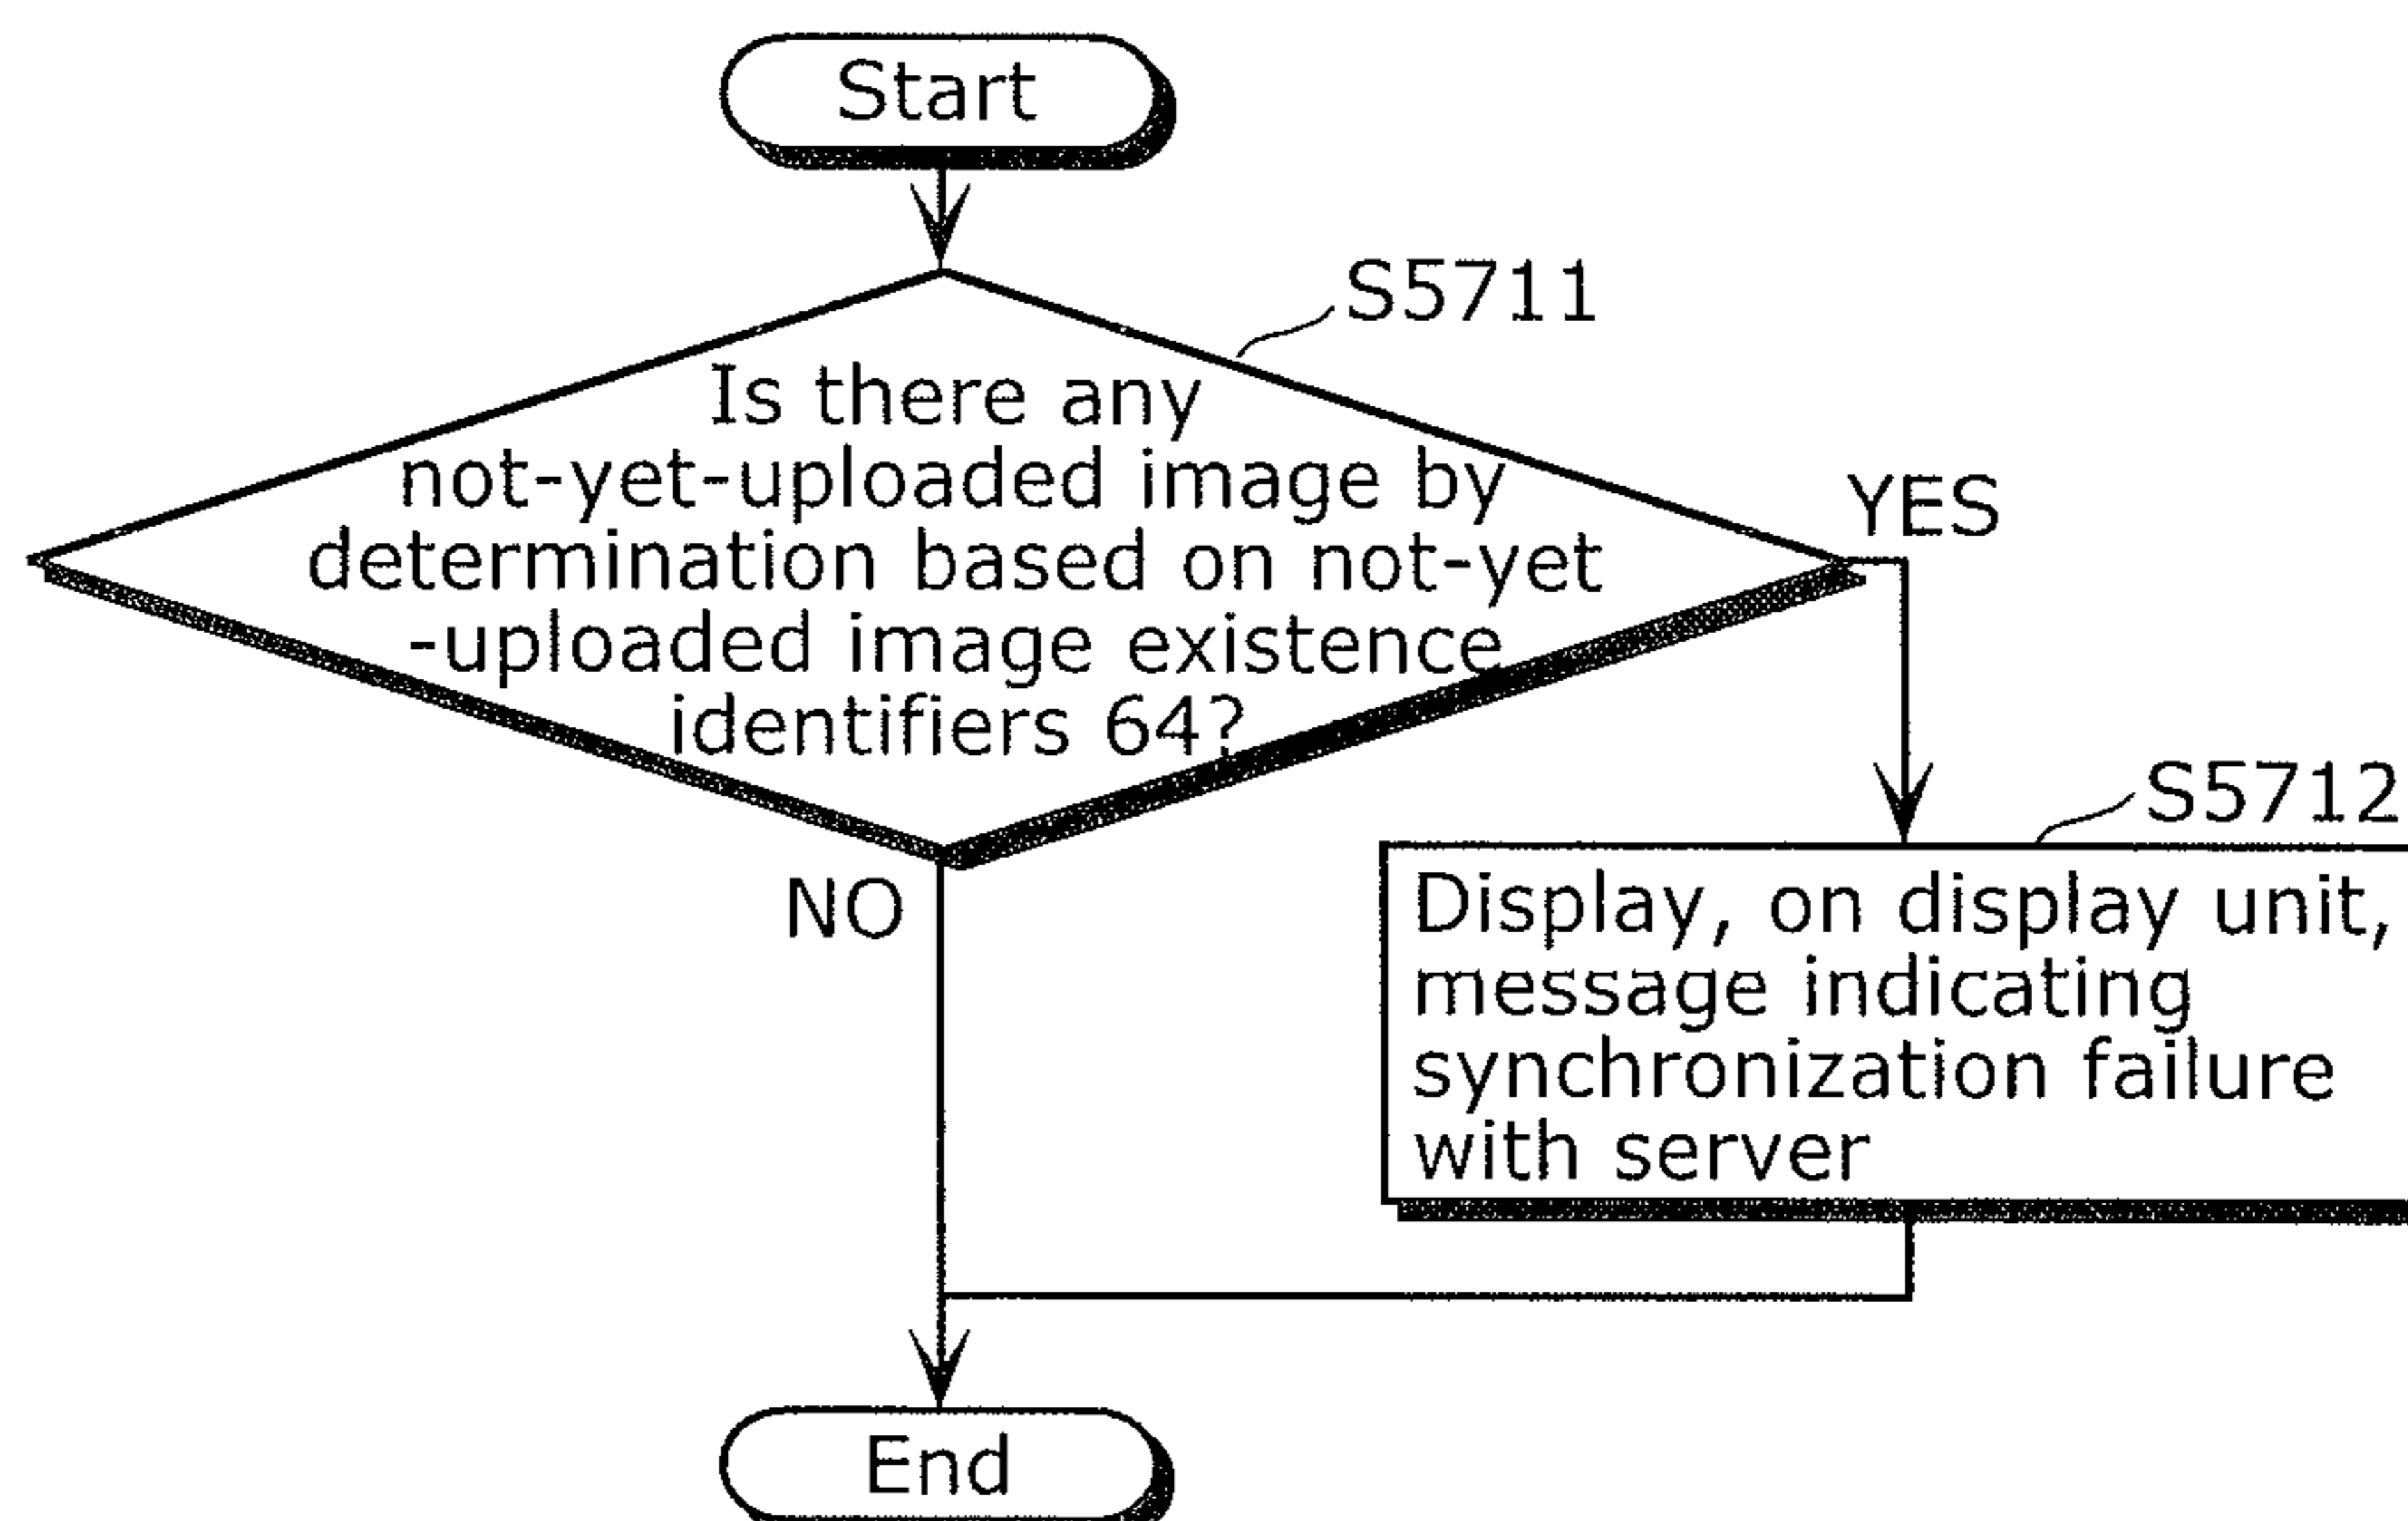 Start
S5711
Is there any
not-yet-uploaded image by
determination based on not-yet
-uploaded image existence
identifiers 64?
YES
NO
S5712
Display, on display unit,
message indicating
synchronization failure
with server
End